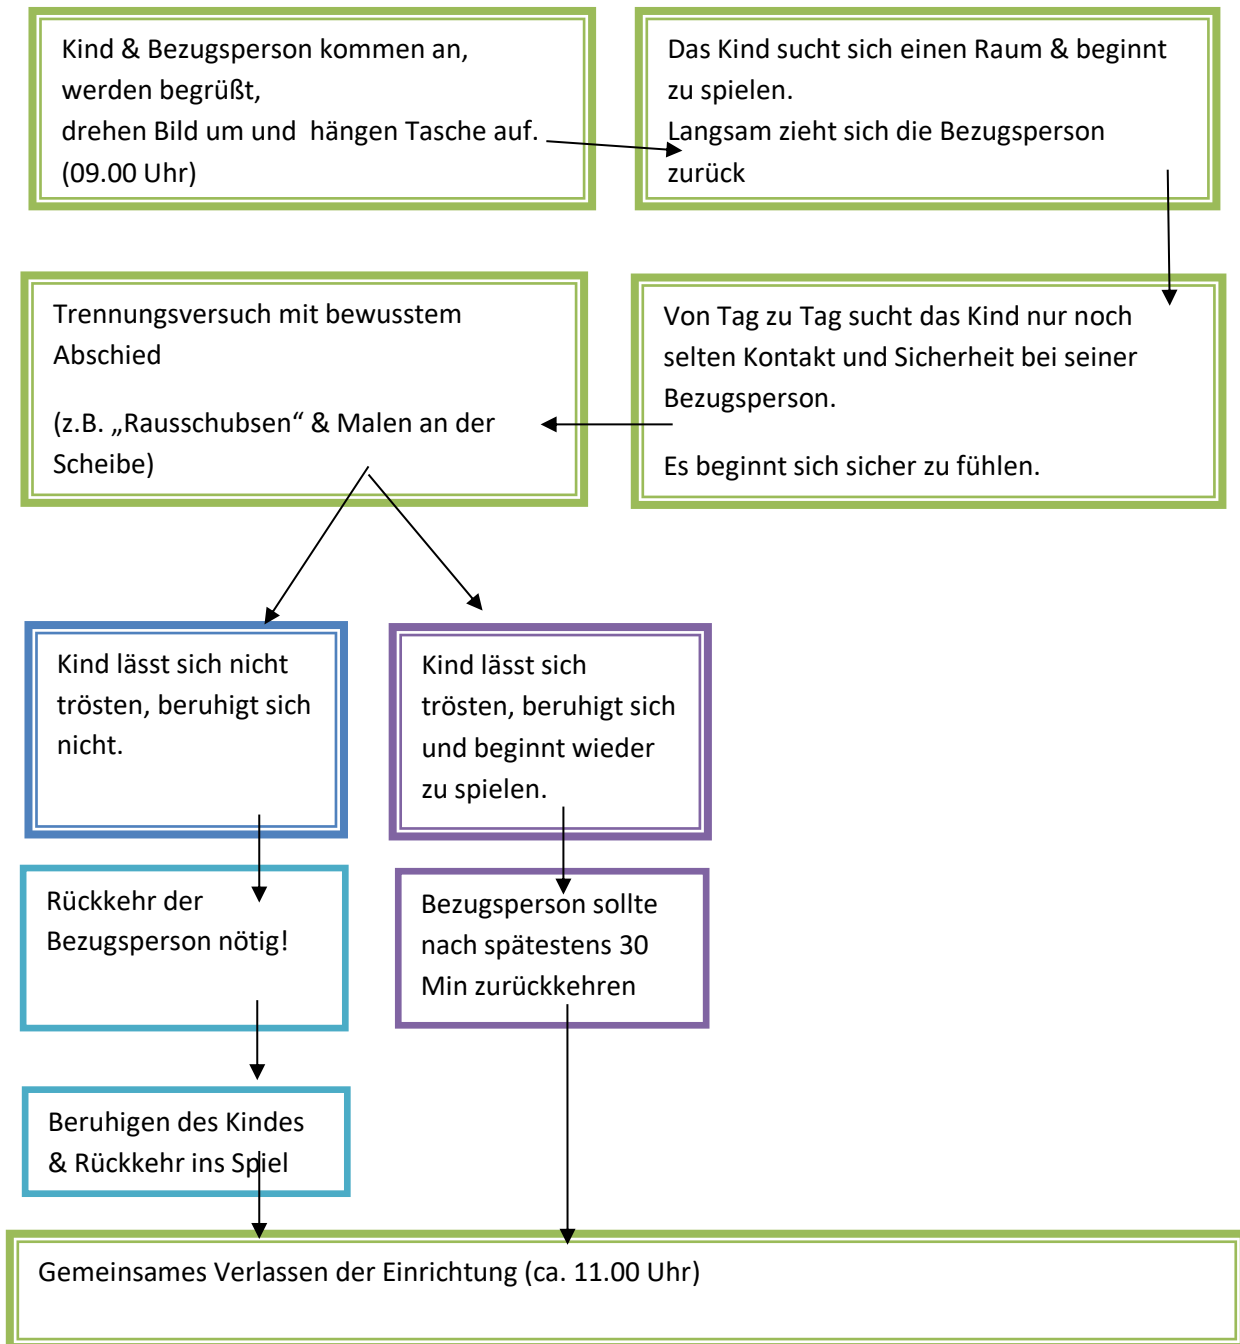 Kind & Bezugsperson kommen an,
werden begrüßt,
drehen Bild um und  hängen Tasche auf.
(09.00 Uhr)
Das Kind sucht sich einen Raum & beginnt
zu spielen.
Langsam zieht sich die Bezugsperson
zurück
Von Tag zu Tag sucht das Kind nur noch
selten Kontakt und Sicherheit bei seiner
Bezugsperson.
Es beginnt sich sicher zu fühlen.
Trennungsversuch mit bewusstem
Abschied
(z.B. „Rausschubsen“ & Malen an der
Scheibe)
Kind lässt sich nicht
trösten, beruhigt sich
nicht.
Kind lässt sich
trösten, beruhigt sich
und beginnt wieder
zu spielen.
Rückkehr der
Bezugsperson nötig!
Bezugsperson sollte
nach spätestens 30
Min zurückkehren
Beruhigen des Kindes
& Rückkehr ins Spiel
Gemeinsames Verlassen der Einrichtung (ca. 11.00 Uhr)